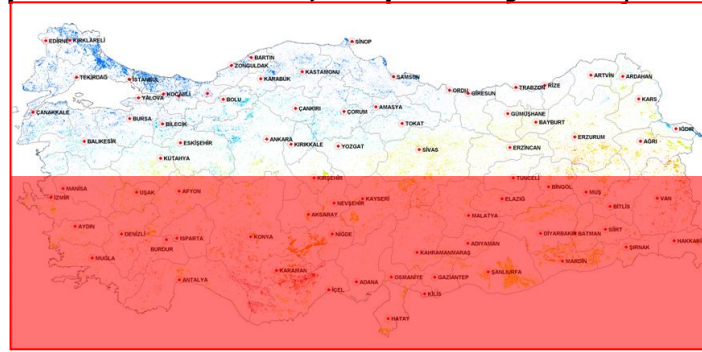 SİNOP
EDİRNE KIRKLARELİ
BARTIN
ZONGULDAK
KASTAMONU
TEKİRDAĞ İSTANBUL KARABÜK SAMSUN ARTVİN ARDAHAN
KOCAELİ ORDU GİRESUN TRABZON RİZE
YALOVA BOLU KARS
ÇANAKKALE ÇANKIRI ÇORUM AMASYA GÜMÜŞHANE
BURSA BİLECİK TOKAT BAYBURT IĞDIR
BALIKESİR ESKİŞEHİR ANKARA KIRIKKALE YOZGAT SİVAS ERZİNCAN ERZURUM AĞRI
KÜTAHYA
KIRŞEHİR TUNCELİ
MANİSA UŞAK AFYON BİNGÖL MUŞ
İZMİR NEVŞEHİR KAYSERİ ELAZIĞ BİTLİS VAN
AKSARAY MALATYA
AYDIN DENİZLİ ISPARTA KONYA NİĞDE DİYARBAKIR BATMAN SİİRT
BURDUR ADIYAMAN ŞIRNAK HAKKARİ
MUĞLA KAHRAMANMARAŞ MARDİN
ANTALYA KARAMAN ADANA OSMANİYE GAZİANTEP ŞANLIURFA
İÇEL KİLİS
HATAY